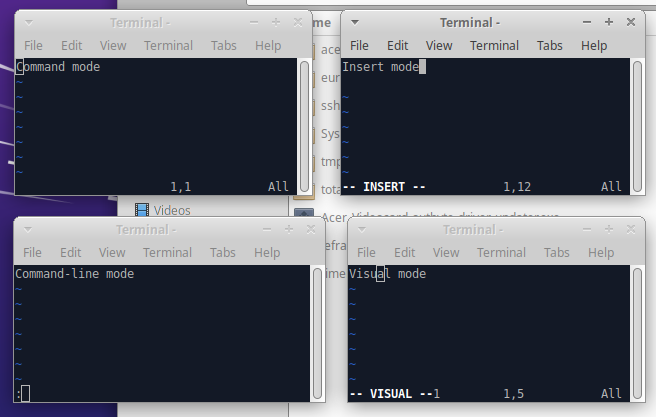 Terminal -
File Edit View Terminal Tabs Help
Command mode
~
~
~
~
~
~
~
1,1 All
me
ace
eur
ssh
Sys
tmp
tota
Videos
Terminal -
File Edit View Terminal Tabs Help
Insert mode
~
~
~
~
~
~
~
-- INSERT -- 1,12 All
Terminal -
File Edit View Terminal Tabs Help
Command-line mode
~
~
~
~
~
~
~
:
efra
ime
Terminal -
File Edit View Terminal Tabs Help
Visual mode
~
~
~
~
~
~
~
-- VISUAL --1 1,5 All